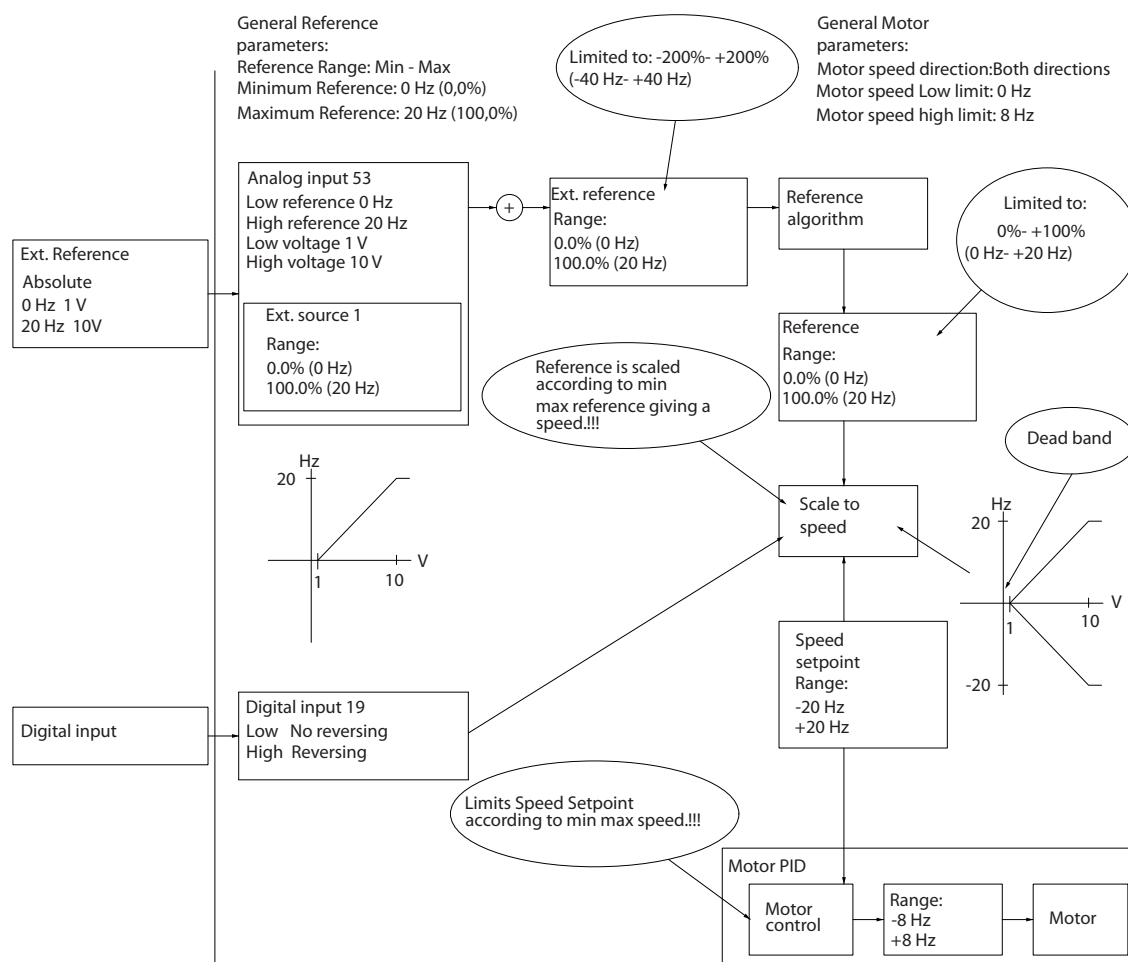 General Reference
parameters:
Reference Range: Min - Max
Minimum Reference: 0 Hz (0,0%)
Maximum Reference: 20 Hz (100,0%)
Limited to: -200%- +200%
(-40 Hz- +40 Hz)
General Motor
parameters:
Motor speed direction:Both directions
Motor speed Low limit: 0 Hz
Motor speed high limit: 8 Hz
Ext. Reference
Absolute
0 Hz 1 V
20 Hz 10V
Analog input 53
Low reference 0 Hz
High reference 20 Hz
Low voltage 1 V
High voltage 10 V
Ext. source 1
Range:
0.0% (0 Hz)
100.0% (20 Hz)
+
Ext. reference
Range:
0.0% (0 Hz)
100.0% (20 Hz)
Reference
algorithm
Limited to:
0%- +100%
(0 Hz- +20 Hz)
Reference
Range:
0.0% (0 Hz)
100.0% (20 Hz)
Reference is scaled
according to min
max reference giving a
speed.!!!
Dead band
Hz
20
V
1
10
Scale to
speed
Hz
20
V
1
10
-20
Speed
setpoint
Range:
-20 Hz
+20 Hz
Digital input
Digital input 19
Low No reversing
High Reversing
Limits Speed Setpoint
according to min max speed.!!!
Motor PID
Motor
control
Range:
-8 Hz
+8 Hz
Motor